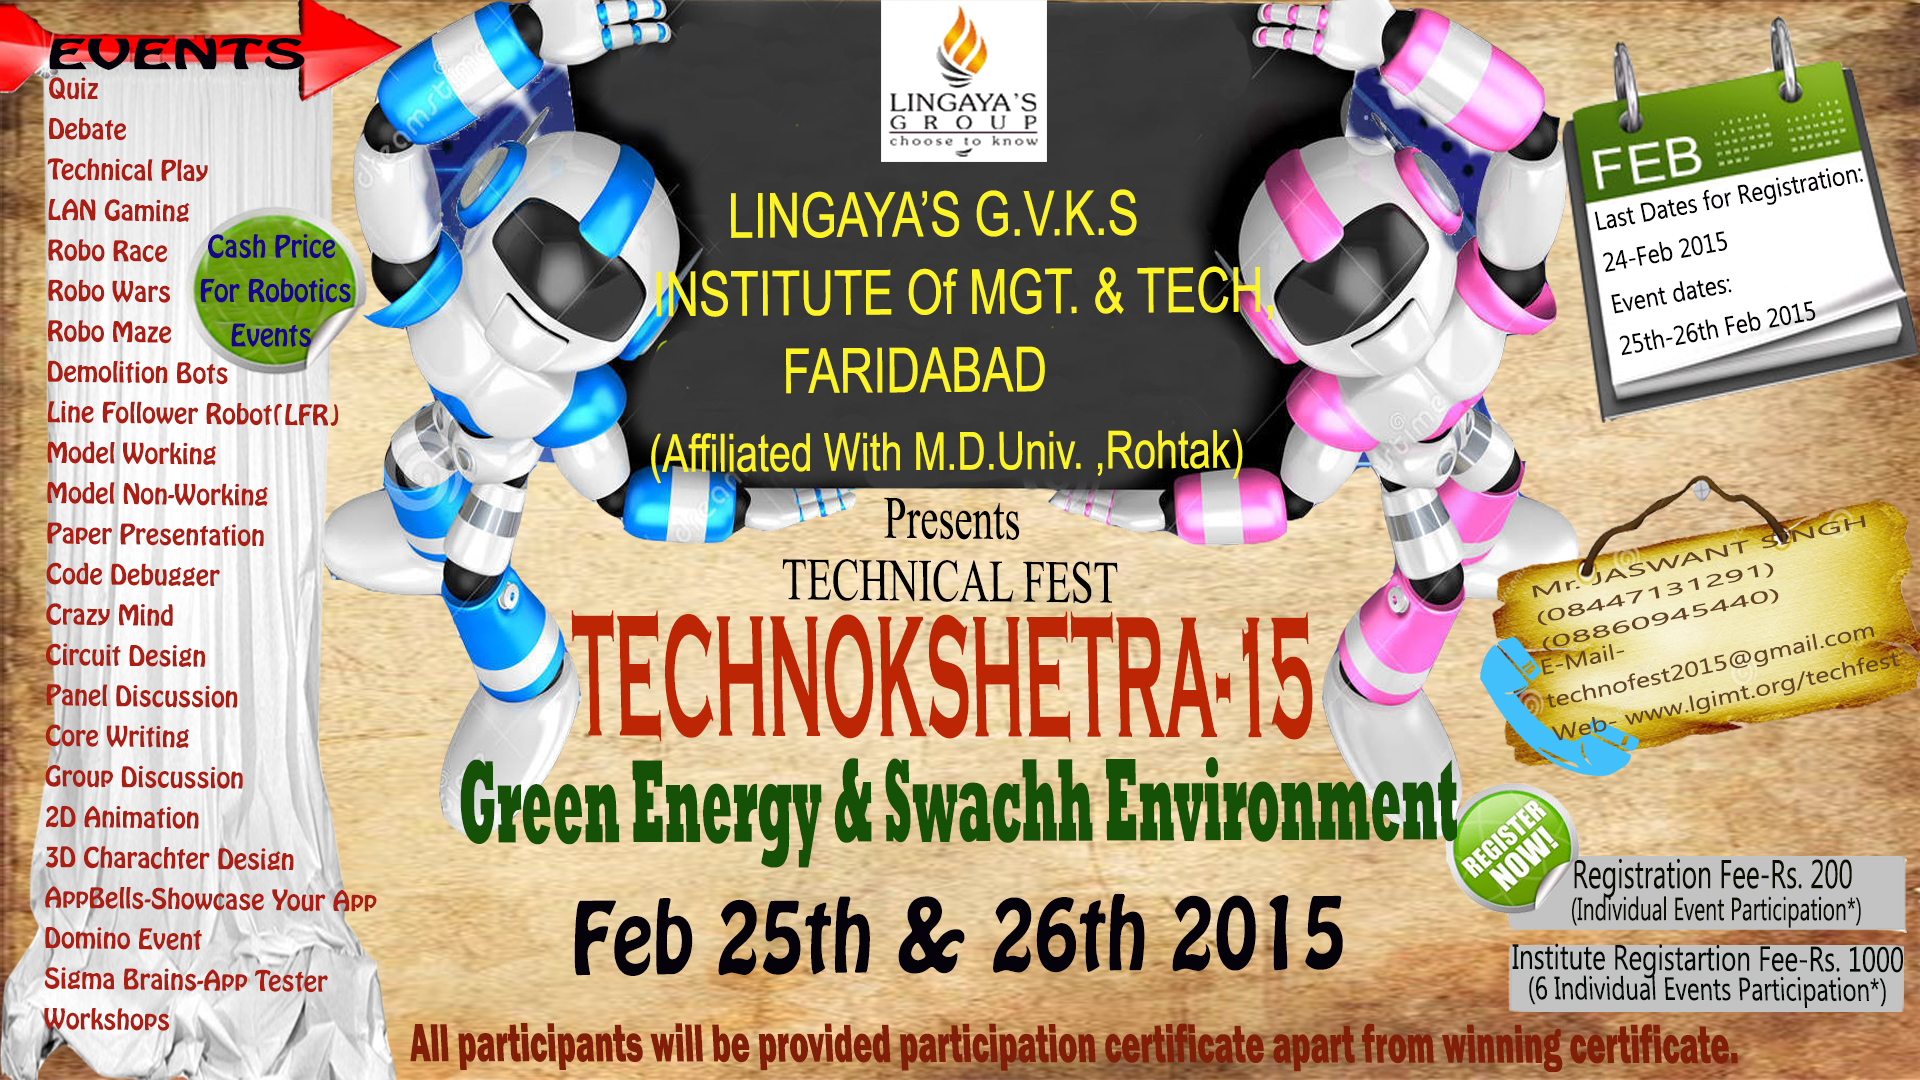 EVENTS
Quiz
Debate
Technical Play
LAN Gaming
Robo Race
Robo Wars
Robo Maze
Demolition Bots
Line Follower Robot(LFR)
Model Working
Model Non-Working
Paper Presentation
Code Debugger
Crazy Mind
Circuit Design
Panel Discussion
Core Writing
Group Discussion
2D Animation
3D Charachter Design
AppBells-Showcase Your App
Domino Event
Sigma Brains-App Tester
Workshops
Cash Price
For Robotics
Events
LINGAYA'S
GROUP
choose to know
LINGAYA'S G.V.K.S
INSTITUTE Of MGT. & TECH,
FARIDABAD
(Affiliated With M.D.Univ. ,Rohtak)
Presents
TECHNICAL FEST
TECHNOKSHETRA-15
Green Energy & Swachh Environment
Feb 25th & 26th 2015
All participants will be provided participation certificate apart from winning certificate.
FEB
Last Dates for Registration:
24-Feb 2015
Event dates:
25th-26th Feb 2015
Mr. JASWANT SINGH
(08447131291)
(08860945440)
E-Mail-
technofest2015@gmail.com
Web- www.lgimt.org/techfest
REGISTER
NOW!
Registration Fee-Rs. 200
(Individual Event Participation*)
Institute Registartion Fee-Rs. 1000
(6 Individual Events Participation*)